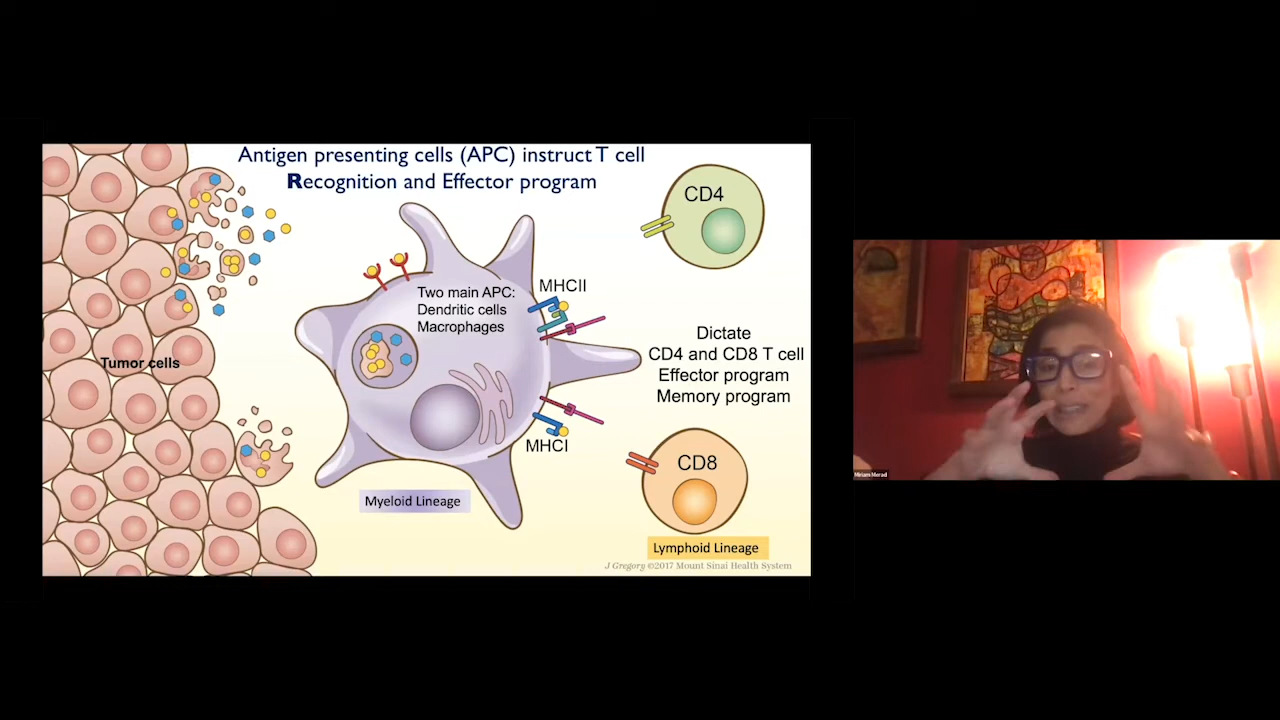 Antigen presenting cells (APC) instruct T cell
Recognition and Effector program
CD4
MHCII
Two main APC:
Dendritic cells
Macrophages
Dictate
CD4 and CD8 T cell
Effector program
Memory program
Tumor cells
MHCI
CD8
Myeloid Lineage
Lymphoid Lineage
J Gregory ©2017 Mount Sinai Health System
Miriam Merad